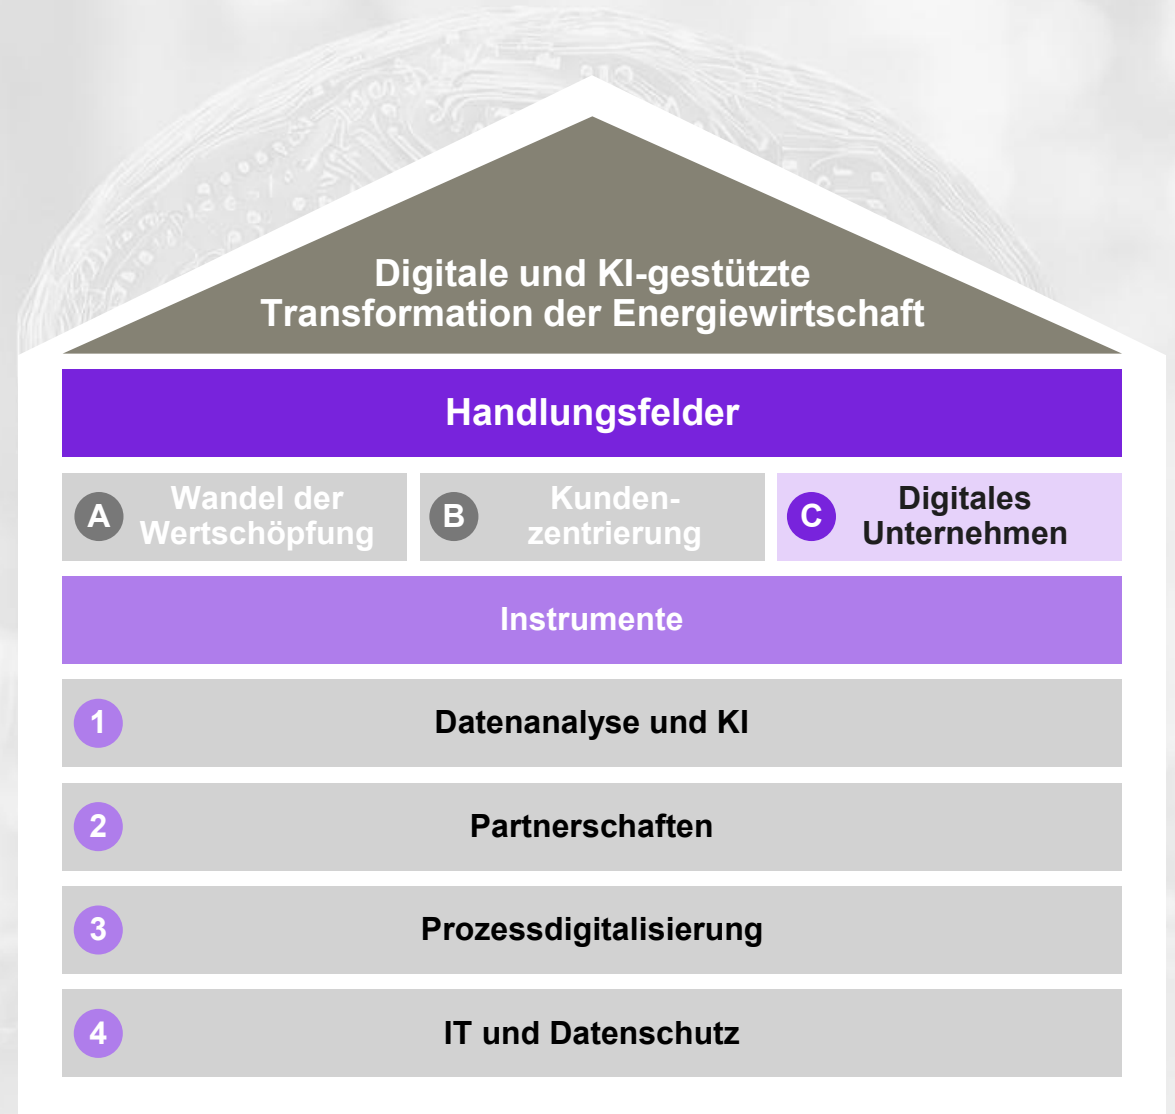 Digitale und KI-gestützte
Transformation der Energiewirtschaft
Handlungsfelder
A
Wandel der
Wertschöpfung
B
Kunden-
zentrierung
C
Digitales
Unternehmen
Instrumente
1 Datenanalyse und KI
2 Partnerschaften
3 Prozessdigitalisierung
4 IT und Datenschutz